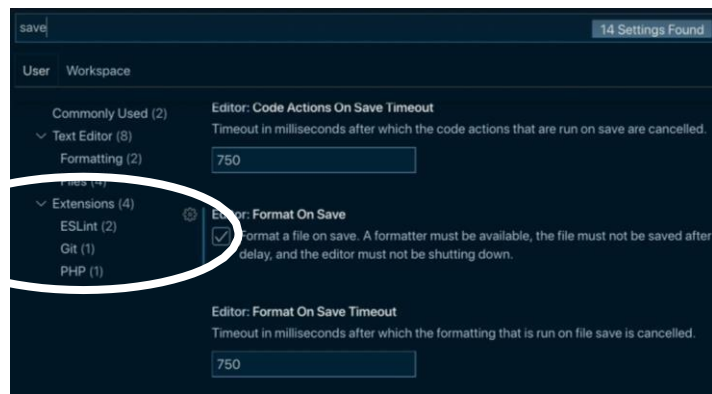 save
14 Settings Found
User Workspace
Commonly Used (2)
Text Editor (8)
Formatting (2)
Files (4)
Extensions (4)
ESLint (2)
Git (1)
PHP (1)
Editor: Code Actions On Save Timeout
Timeout in milliseconds after which the code actions that are run on save are cancelled.
750
Editor: Format On Save
Format a file on save. A formatter must be available, the file must not be saved after
delay, and the editor must not be shutting down.
Editor: Format On Save Timeout
Timeout in milliseconds after which the formatting that is run on file save is cancelled.
750